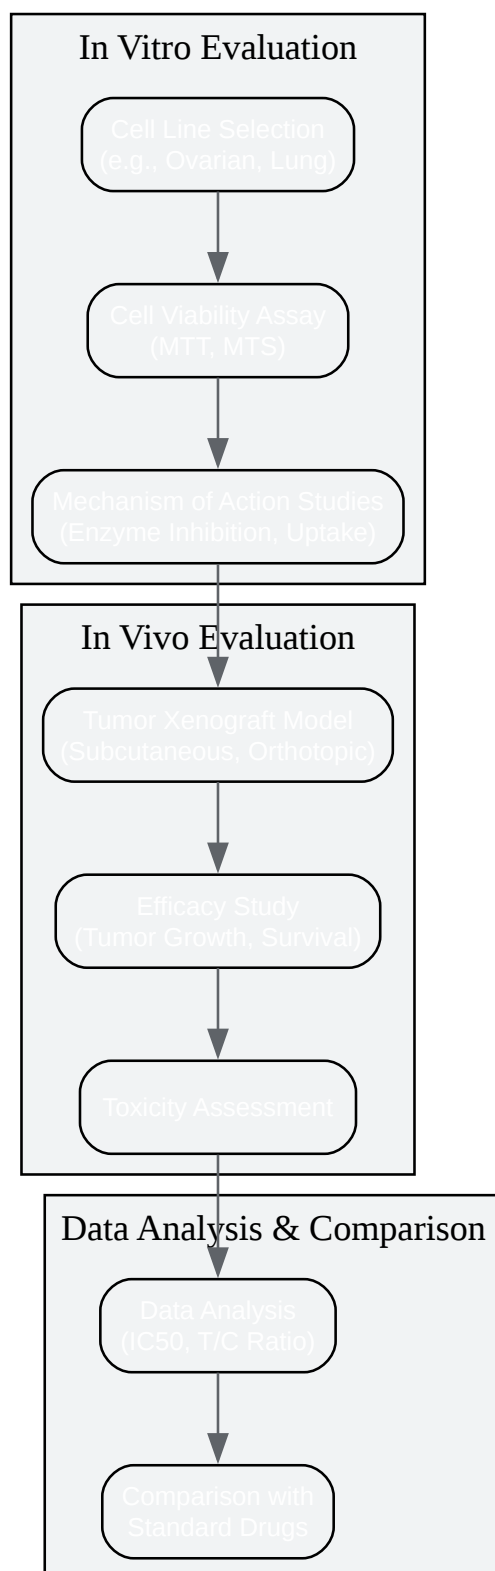 In Vitro Evaluation
Cell Line Selection
(e.g., Ovarian, Lung)
Cell Viability Assay
(MTT, MTS)
Mechanism of Action Studies
(Enzyme Inhibition, Uptake)
In Vivo Evaluation
Tumor Xenograft Model
(Subcutaneous, Orthotopic)
Efficacy Study
(Tumor Growth, Survival)
Toxicity Assessment
Data Analysis & Comparison
Data Analysis
(IC50, T/C Ratio)
Comparison with
Standard Drugs